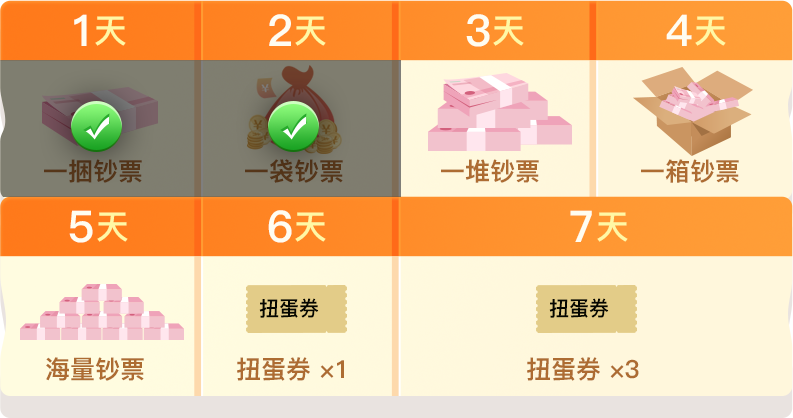 1天
2天
3天
4天
一捆钞票
一袋钞票
一堆钞票
一箱钞票
5天
6天
7天
扭蛋券
扭蛋券
海量钞票
扭蛋券 ×1
扭蛋券 ×3